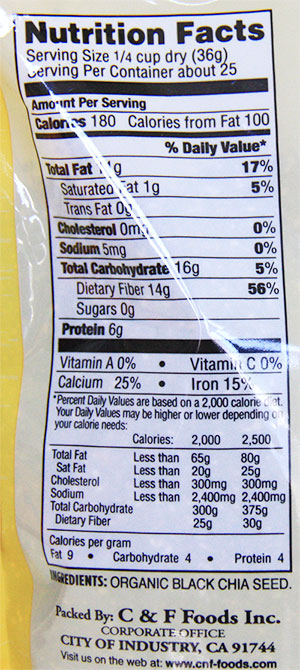 Nutrition Facts
Serving Size 1/4 cup dry (36g)
Serving Per Container about 25
Amount Per Serving
Calories 180 Calories from Fat 100
% Daily Value*
Total Fat 11g 17%
Saturated Fat 1g 5%
Trans Fat 0g
Cholesterol 0mg 0%
Sodium 5mg 0%
Total Carbohydrate 16g 5%
Dietary Fiber 14g 56%
Sugars 0g
Protein 6g
Vitamin A 0% • Vitamin C 0%
Calcium 25% • Iron 15%
*Percent Daily Values are based on a 2,000 calorie diet.
Your Daily Values may be higher or lower depending on
your calorie needs:
Calories: 2,000 2,500
Total Fat Less than 65g 80g
Sat Fat Less than 20g 25g
Cholesterol Less than 300mg 300mg
Sodium Less than 2,400mg 2,400mg
Total Carbohydrate 300g 375g
Dietary Fiber 25g 30g
Calories per gram
Fat 9 • Carbohydrate 4 • Protein 4
INGREDIENTS: ORGANIC BLACK CHIA SEED.
Packed By: C & F Foods Inc.
CORPORATE OFFICE
CITY OF INDUSTRY, CA 91744
Visit us on the web at: www.cnf-foods.com